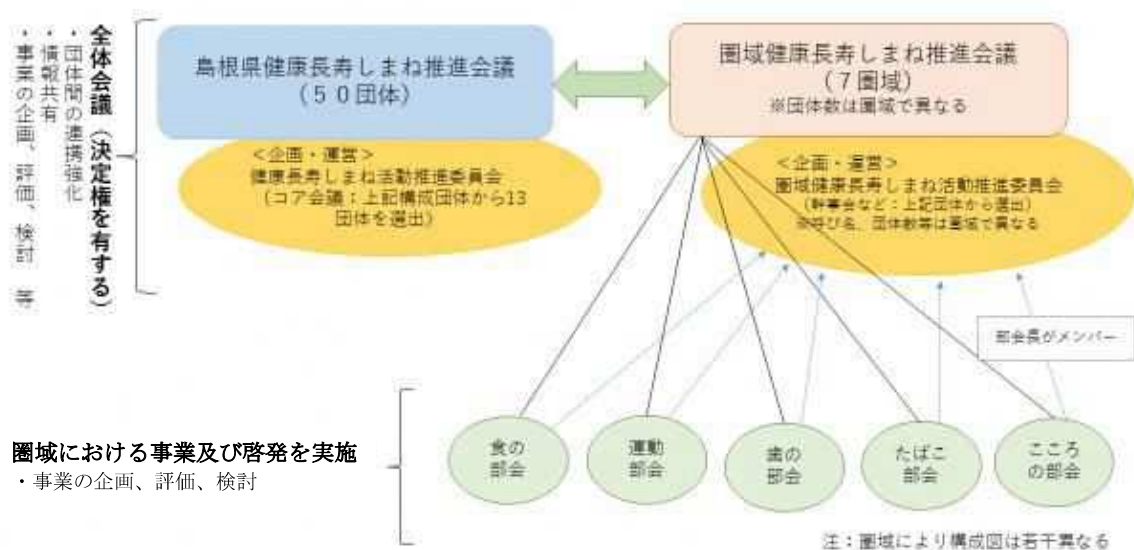 全体会議（決定権を有する）
・団体間の連携強化
・情報共有
・事業の企画、評価、検討　等
島根県健康長寿しまね推進会議
（５０団体）
圏域健康長寿しまね推進会議
（７圏域）
※団体数は圏域で異なる
＜企画・運営＞
健康長寿しまね活動推進委員会
（コア会議：上記構成団体から13
団体を選出）
＜企画・運営＞
圏域健康長寿しまね活動推進委員会
（幹事会など：上記団体から選出）
※呼び名、団体数等は圏域で異なる
部会長がメンバー
圏域における事業及び啓発を実施
・事業の企画、評価、検討
食の
部会
運動
部会
歯の
部会
たばこ
部会
こころ
の部会
注：圏域により構成図は若干異なる